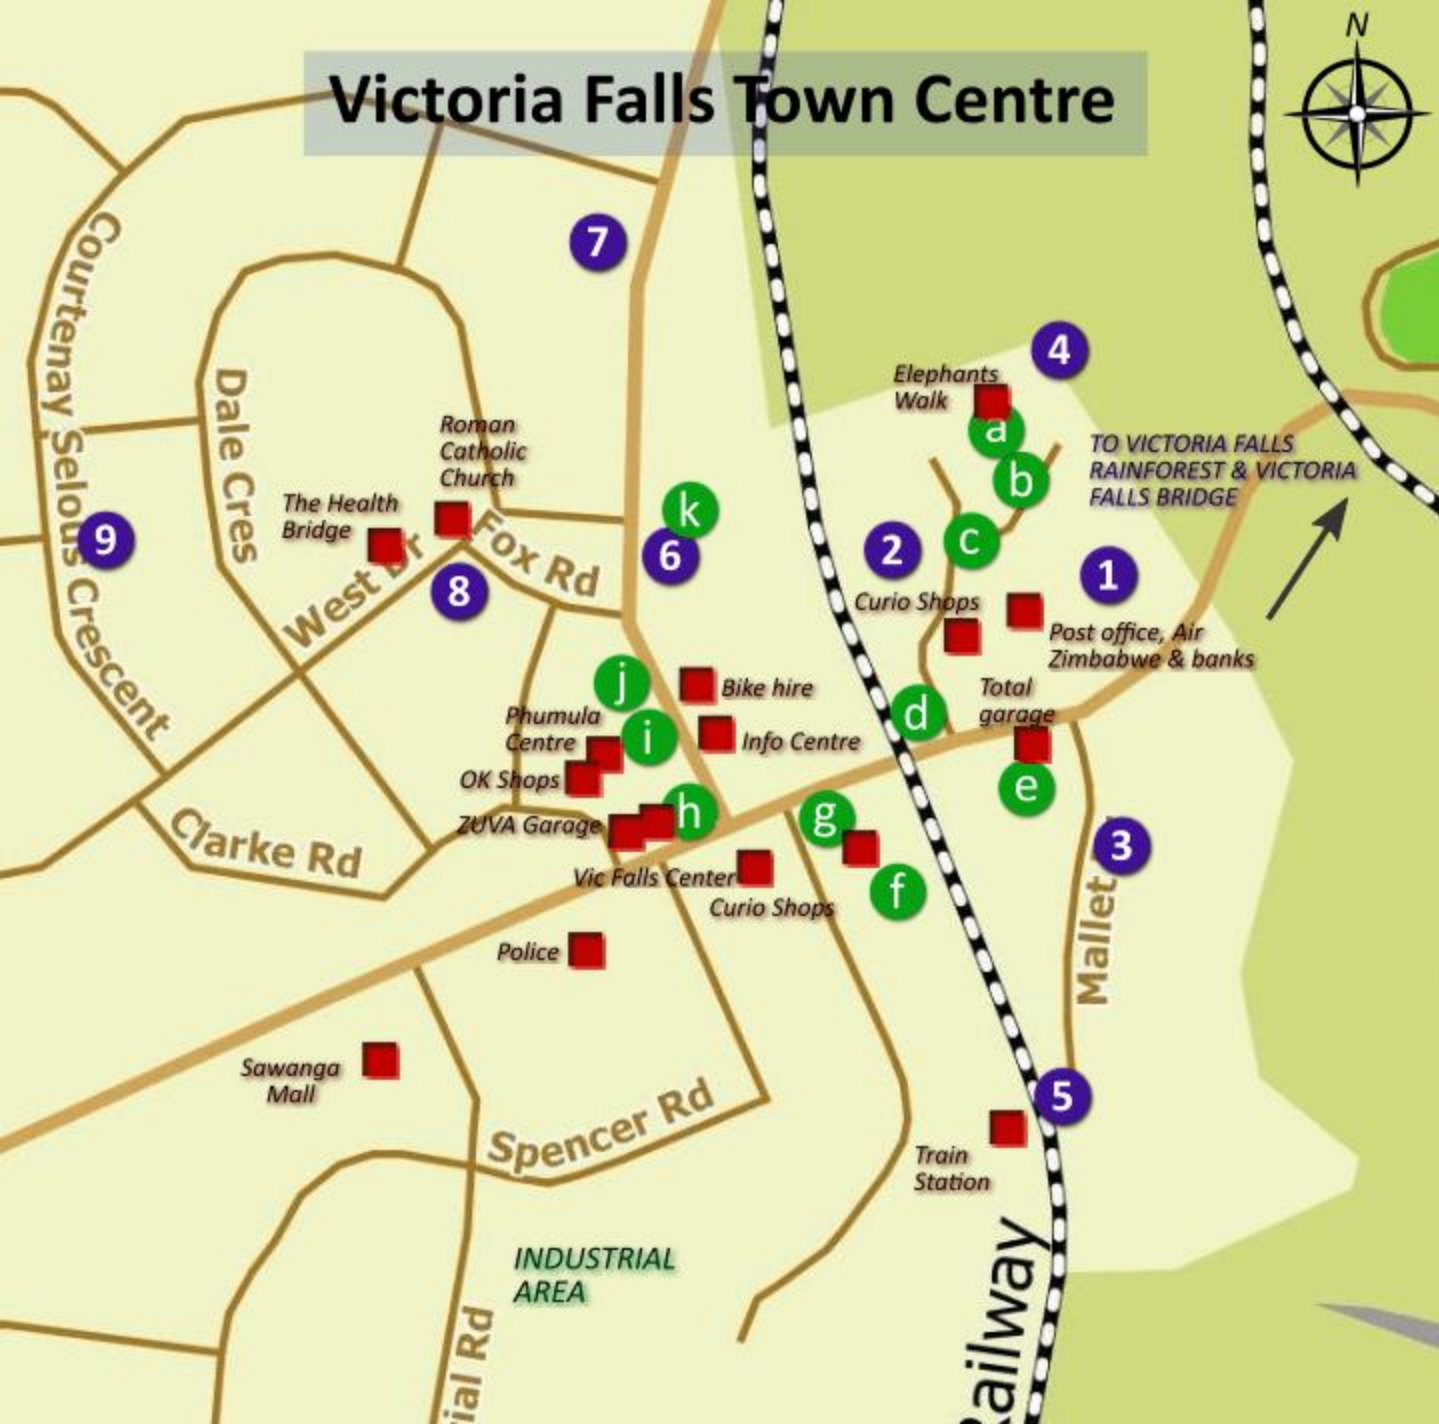 N
Victoria Falls Town Centre
Courtenay Selous Crescent
7
4
Elephants
Walk
a
Dale Cres
Roman
Catholic
Church
TO VICTORIA FALLS
RAINFOREST & VICTORIA
FALLS BRIDGE
b
The Health
Bridge
k
9
West Dr
Fox Rd
6
2
c
8
1
Curio Shops
Post office, Air
Zimbabwe & banks
j
Bike hire
Total
garage
d
Phumula
Centre
i
Info Centre
OK Shops
e
h
g
ZUVA Garage
Clarke Rd
3
Vic Falls Center
f
Curio Shops
Mallet
Police
Sawanga
Mall
5
Spencer Rd
Train
Station
INDUSTRIAL
AREA
Railway
ial Rd